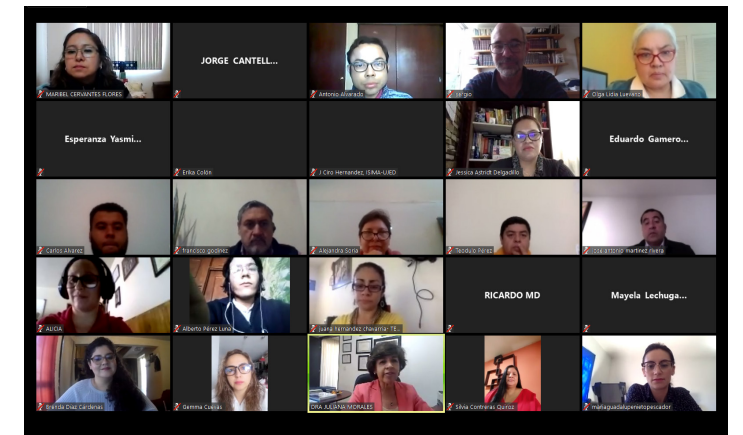 MARIBEL CERVANTES FLORES
JORGE CANTELL...
Antonio Alvarado
sergio
Olga Lidia Luevano
Esperanza Yasmi...
Erika Colón
J Ciro Hernandez, ISIMA-UJED
Jessica Astridt Delgadillo
Eduardo Gamero...
Carlos Alvarez
francisco godinez
Alejandra Soria
Teodulo Perez
jose antonio martinez rivera
ALICIA
Alberto Pérez Luna
juana hernandez chavarria- TE...
RICARDO MD
Mayela Lechuga...
Brenda Diaz Cardenas
Gemma Cuevas
DRA JULIANA MORALES
Silvia Contreras Quiroz
mariaguadalupenietopescador